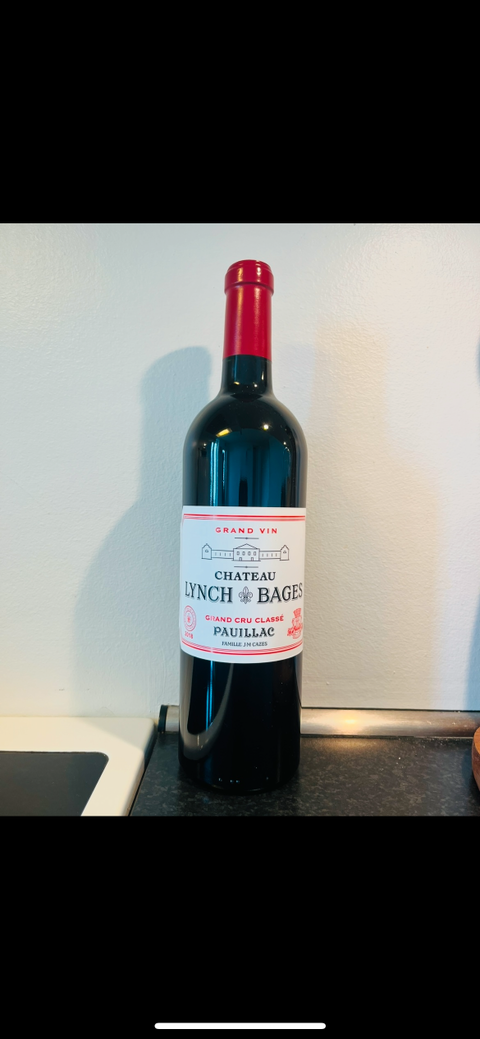 GRAND VIN
CHATEAU
LYNCH BAGES
GRAND CRU CLASSÉ
PAUILLAC
FAMILLE J.M CAZES